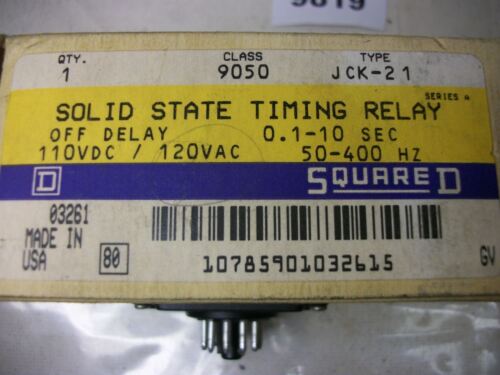 9819
QTY. CLASS TYPE
1 9050 JCK-21
SERIES A
SOLID STATE TIMING RELAY
OFF DELAY 0.1-10 SEC
110VDC / 120VAC 50-400 HZ
D SQUARE D
03261
MADE IN
USA 80
10785901032615 GV